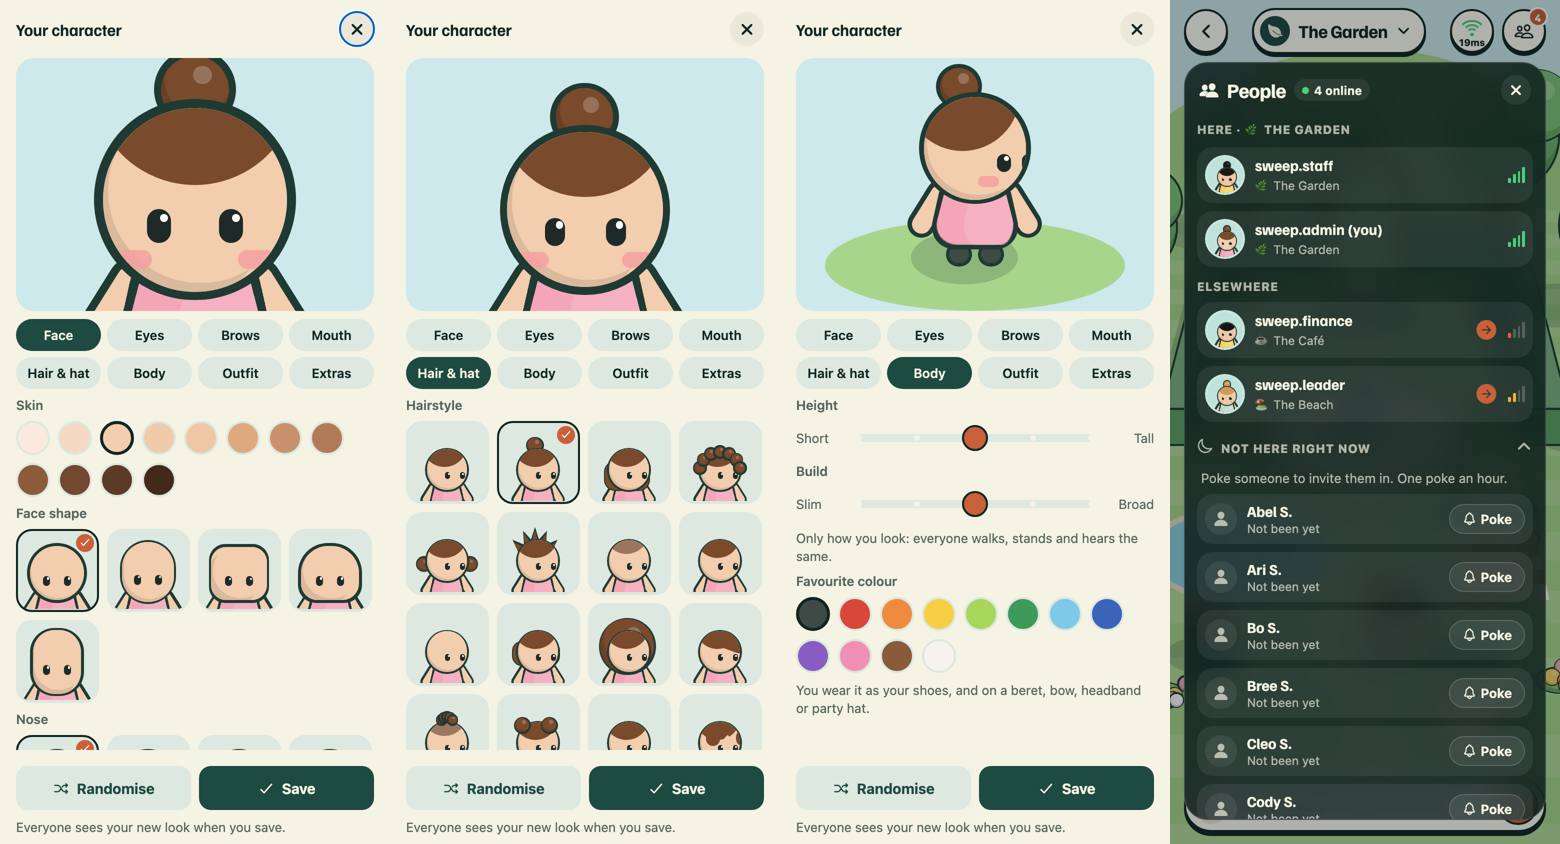 Your character
Face
Eyes
Brows
Mouth
Hair & hat
Body
Outfit
Extras
Skin
Face shape
Nose
Randomise
Save
Everyone sees your new look when you save.
Your character
Face
Eyes
Brows
Mouth
Hair & hat
Body
Outfit
Extras
Hairstyle
Randomise
Save
Everyone sees your new look when you save.
Your character
Face
Eyes
Brows
Mouth
Hair & hat
Body
Outfit
Extras
Height
Short
Tall
Build
Slim
Broad
Only how you look: everyone walks, stands and hears the
same.
Favourite colour
You wear it as your shoes, and on a beret, bow, headband
or party hat.
Randomise
Save
Everyone sees your new look when you save.
The Garden
19ms
4
People
4 online
HERE · THE GARDEN
sweep.staff
The Garden
sweep.admin (you)
The Garden
ELSEWHERE
sweep.finance
The Café
sweep.leader
The Beach
NOT HERE RIGHT NOW
Poke someone to invite them in. One poke an hour.
Abel S.
Not been yet
Poke
Ari S.
Not been yet
Poke
Bo S.
Not been yet
Poke
Bree S.
Not been yet
Poke
Cleo S.
Not been yet
Poke
Cody S.
Not been yet
Poke